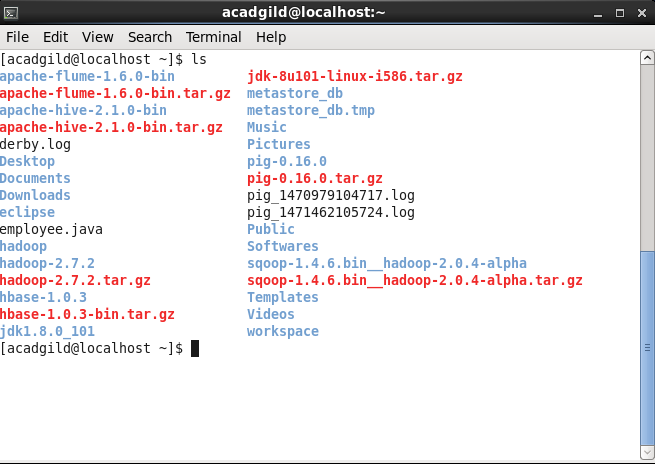 acadgild@localhost:~
File Edit View Search Terminal Help
[acadgild@localhost ~]$ ls
apache-flume-1.6.0-bin jdk-8u101-linux-i586.tar.gz
apache-flume-1.6.0-bin.tar.gz metastore_db
apache-hive-2.1.0-bin metastore_db.tmp
apache-hive-2.1.0-bin.tar.gz Music
derby.log Pictures
Desktop pig-0.16.0
Documents pig-0.16.0.tar.gz
Downloads pig_1470979104717.log
eclipse pig_1471462105724.log
employee.java Public
hadoop Softwares
hadoop-2.7.2 sqoop-1.4.6.bin__hadoop-2.0.4-alpha
hadoop-2.7.2.tar.gz sqoop-1.4.6.bin__hadoop-2.0.4-alpha.tar.gz
hbase-1.0.3 Templates
hbase-1.0.3-bin.tar.gz Videos
jdk1.8.0_101 workspace
[acadgild@localhost ~]$